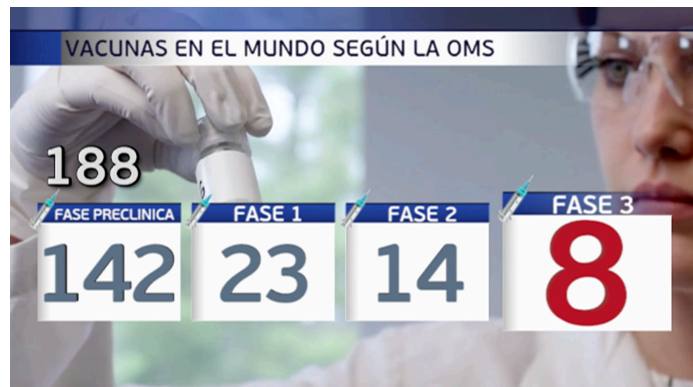 VACUNAS EN EL MUNDO SEGÚN LA OMS
188
FASE PRECLINICA
142
FASE 1
23
FASE 2
14
FASE 3
8